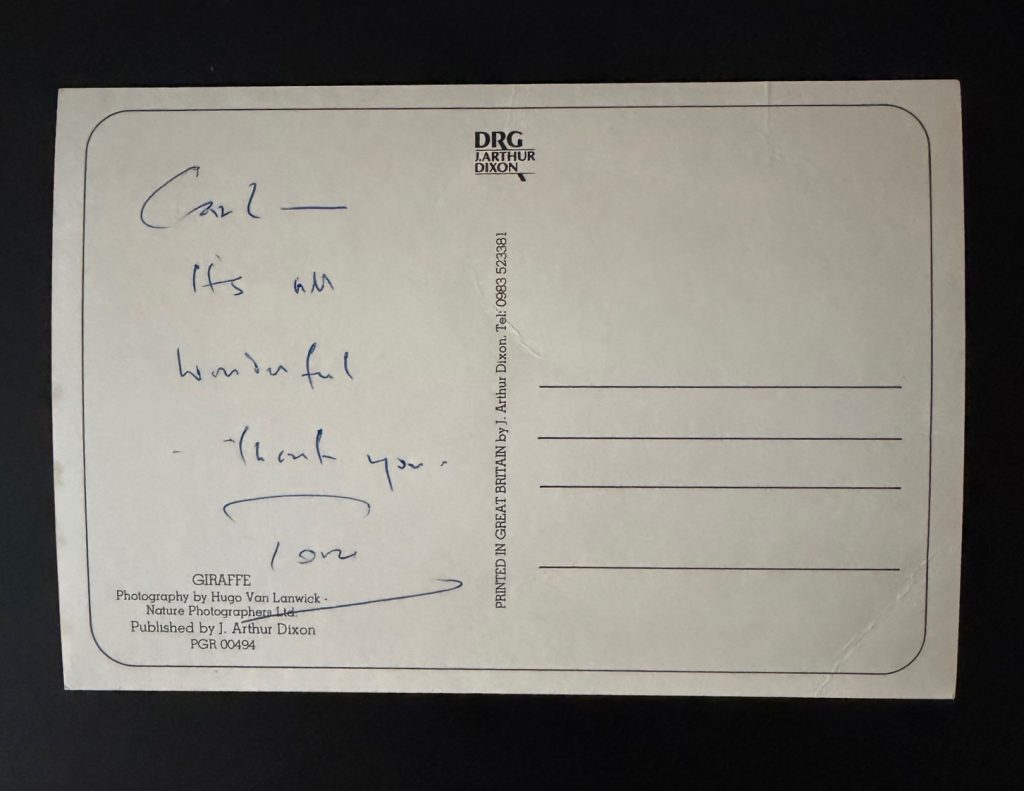 Carl —
It's all
wonderful
- Thank you.
GIRAFFE
Photography by Hugo Van Lanwick -
Nature Photographers Ltd.
Published by J. Arthur Dixon
PGR 00494
DRG
J. ARTHUR
DIXON
PRINTED IN GREAT BRITAIN by J. Arthur Dixon. Tel: 0983 523381